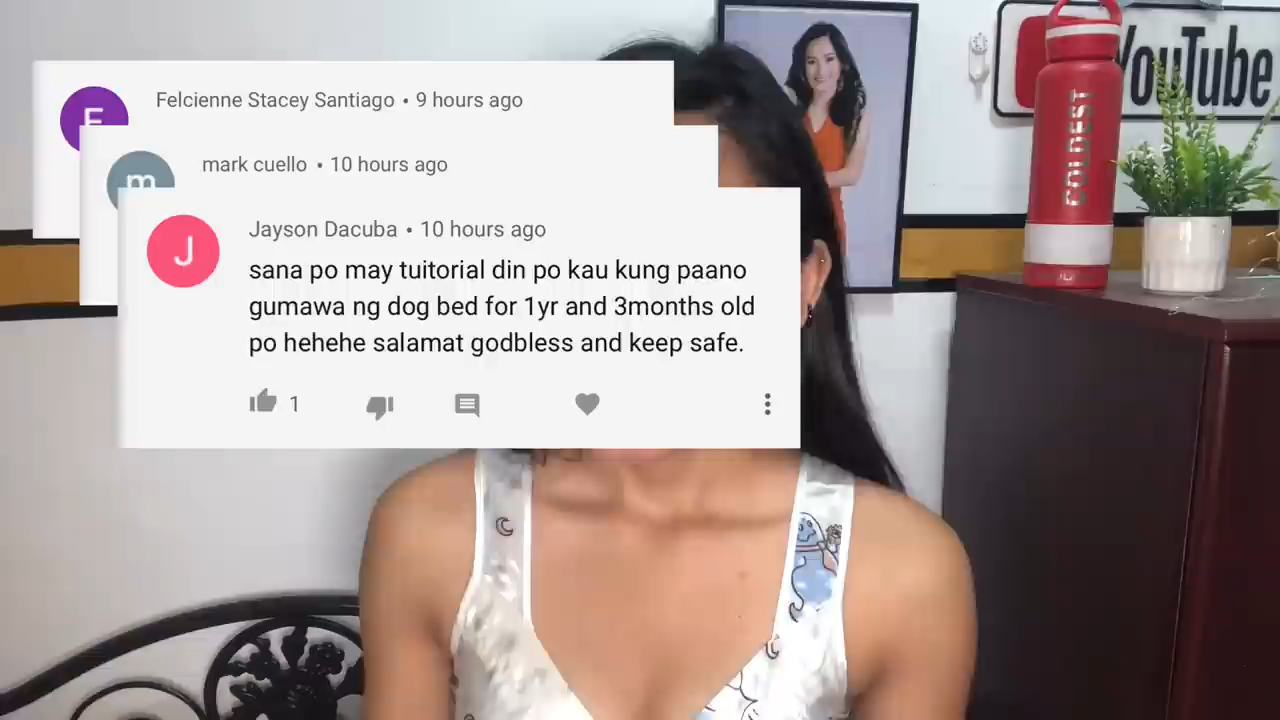 Felcienne Stacey Santiago • 9 hours ago
F
mark cuello • 10 hours ago
m
Jayson Dacuba • 10 hours ago
J
sana po may tuitorial din po kau kung paano
gumawa ng dog bed for 1yr and 3months old
po hehehe salamat godbless and keep safe.
1
YouTube
COLDEST